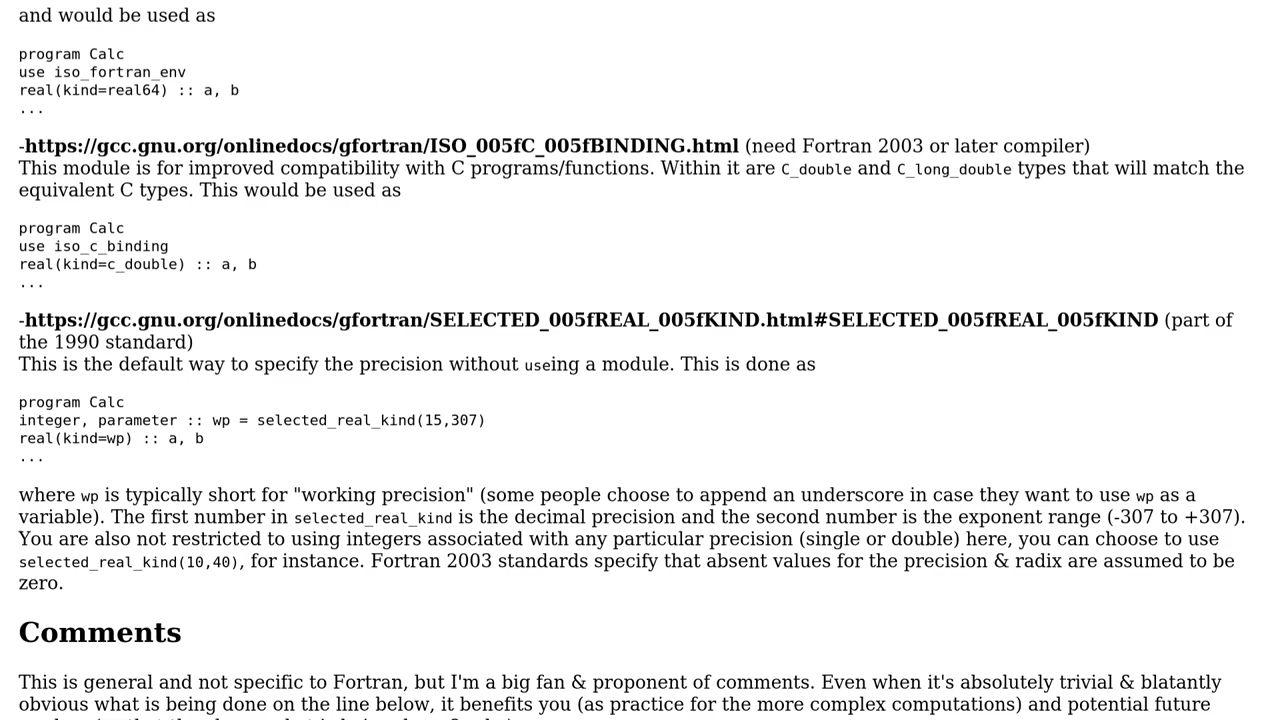 and would be used as
program Calc
use iso_fortran_env
real(kind=real64) :: a, b
...
-https://gcc.gnu.org/onlinedocs/gfortran/ISO_005fC_005fBINDING.html (need Fortran 2003 or later compiler)
This module is for improved compatibility with C programs/functions. Within it are C_double and C_long_double types that will match the
equivalent C types. This would be used as
program Calc
use iso_c_binding
real(kind=c_double) :: a, b
...
-https://gcc.gnu.org/onlinedocs/gfortran/SELECTED_005fREAL_005fKIND.html#SELECTED_005fREAL_005fKIND (part of
the 1990 standard)
This is the default way to specify the precision without useing a module. This is done as
program Calc
integer, parameter :: wp = selected_real_kind(15,307)
real(kind=wp) :: a, b
...
where wp is typically short for "working precision" (some people choose to append an underscore in case they want to use wp as a
variable). The first number in selected_real_kind is the decimal precision and the second number is the exponent range (-307 to +307).
You are also not restricted to using integers associated with any particular precision (single or double) here, you can choose to use
selected_real_kind(10,40), for instance. Fortran 2003 standards specify that absent values for the precision & radix are assumed to be
zero.
Comments
This is general and not specific to Fortran, but I'm a big fan & proponent of comments. Even when it's absolutely trivial & blatantly
obvious what is being done on the line below, it benefits you (as practice for the more complex computations) and potential future